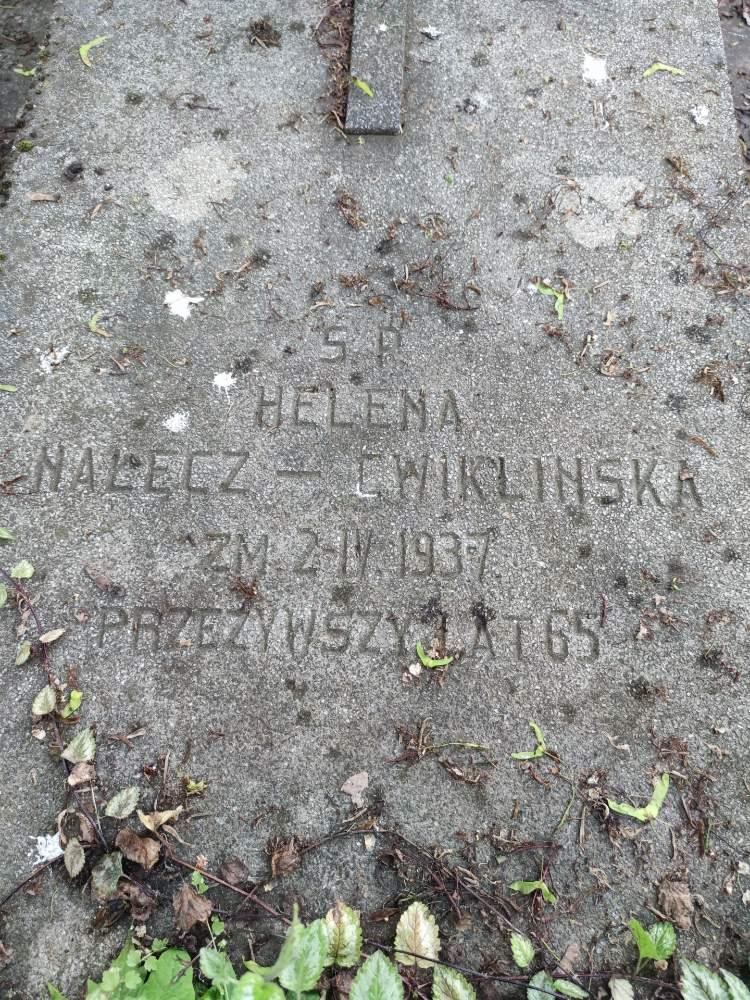 Ś. P.
HELENA
NAŁĘCZ — ĆWIKLIŃSKA
ZM. 2-IV. 1937.
PRZEŻYWSZY LAT 65